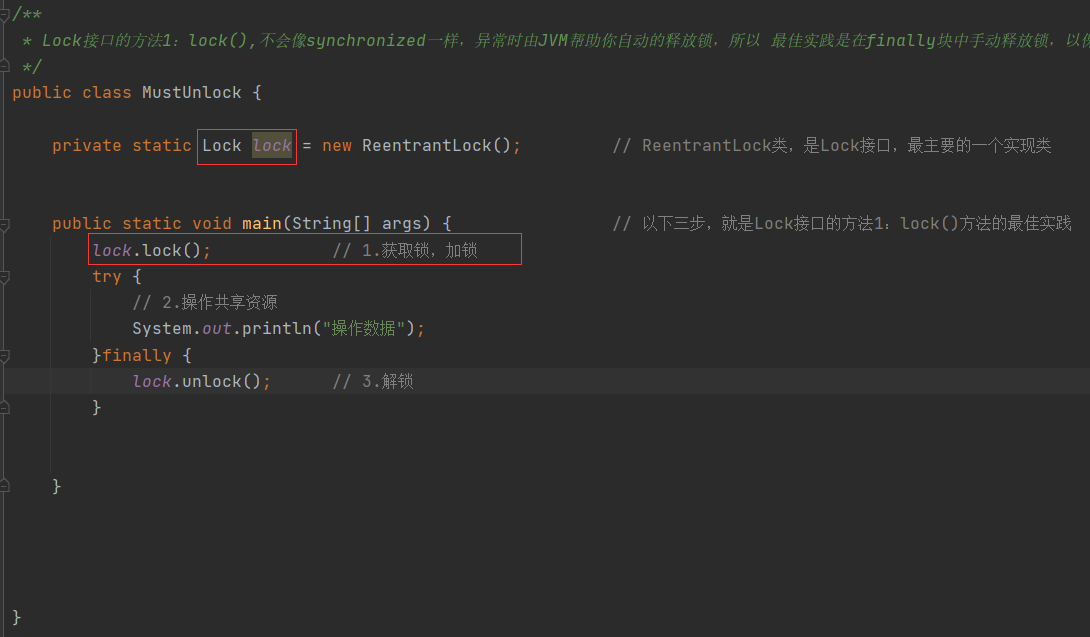 /**
 * Lock接口的方法1：lock(),不会像synchronized一样，异常时由JVM帮助你自动的释放锁，所以 最佳实践是在finally块中手动释放锁，以
 */
public class MustUnlock {
private static Lock lock = new ReentrantLock(); // ReentrantLock类，是Lock接口，最主要的一个实现类
public static void main(String[] args) { // 以下三步，就是Lock接口的方法1：lock()方法的最佳实践
lock.lock(); // 1.获取锁，加锁
try {
// 2.操作共享资源
System.out.println("操作数据");
}finally {
lock.unlock(); // 3.解锁
}
}
}